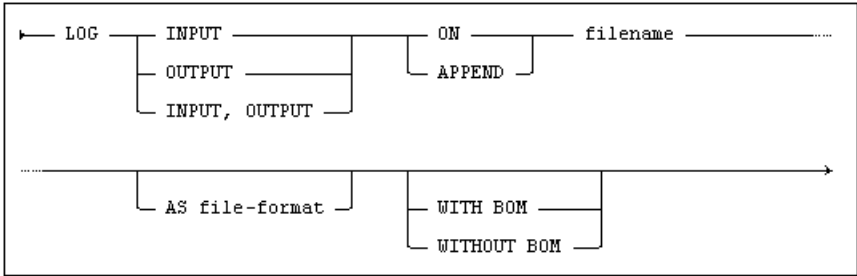 LOG INPUT ON filename
OUTPUT APPEND
INPUT, OUTPUT
AS file-format WITH BOM
WITHOUT BOM